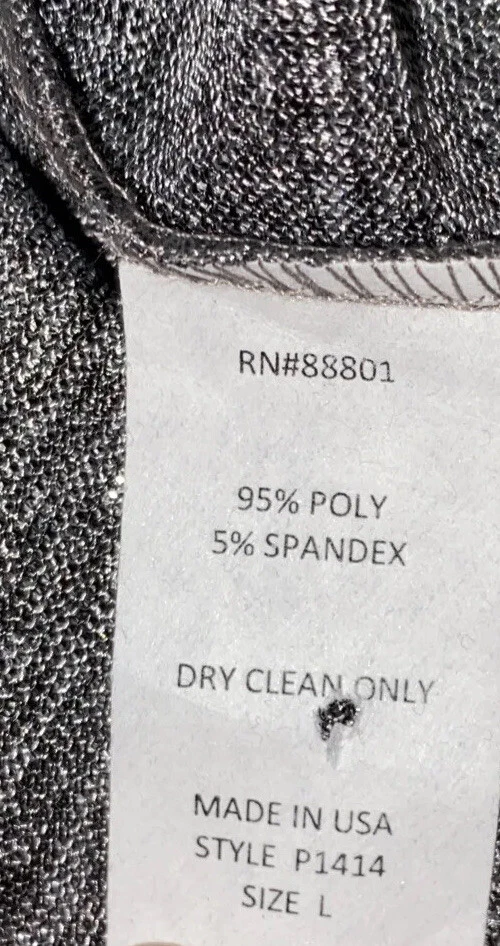 RN#88801
95% POLY
5% SPANDEX
DRY CLEAN ONLY
MADE IN USA
STYLE P1414
SIZE L